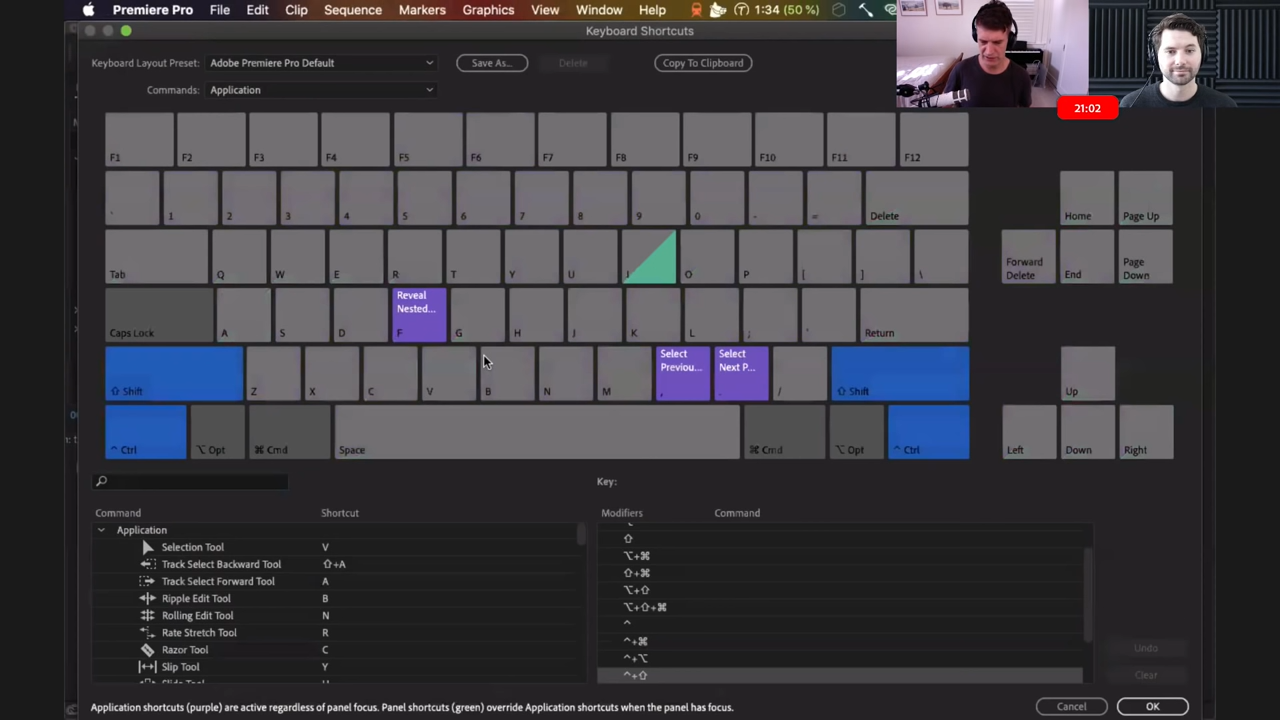 Premiere Pro File Edit Clip Sequence Markers Graphics View Window Help 1:34 (50 %)
Keyboard Shortcuts
Keyboard Layout Preset: Adobe Premiere Pro Default Save As... Delete Copy To Clipboard
Commands: Application
21:02
F1 F2 F3 F4 F5 F6 F7 F8 F9 F10 F11 F12
` 1 2 3 4 5 6 7 8 9 0 - = Delete Home Page Up
Tab Q W E R T Y U I O P [ ] \ Forward Delete End Page Down
Reveal Nested...
Caps Lock A S D F G H J K L ; ' Return
Select Previou... Select Next P...
⇧ Shift Z X C V B N M , . / ⇧ Shift Up
^ Ctrl ⌥ Opt ⌘ Cmd Space ⌘ Cmd ⌥ Opt ^ Ctrl Left Down Right
Key:
Command Shortcut Modifiers Command
Application
Selection Tool V
Track Select Backward Tool ⇧+A
Track Select Forward Tool A
Ripple Edit Tool B
Rolling Edit Tool N
Rate Stretch Tool R
Razor Tool C
Slip Tool Y
⇧
⌥+⌘
⇧+⌘
⌥+⇧
⌥+⇧+⌘
^
^+⌘
^+⌥
^+⇧
Undo
Clear
Application shortcuts (purple) are active regardless of panel focus. Panel shortcuts (green) override Application shortcuts when the panel has focus. Cancel OK